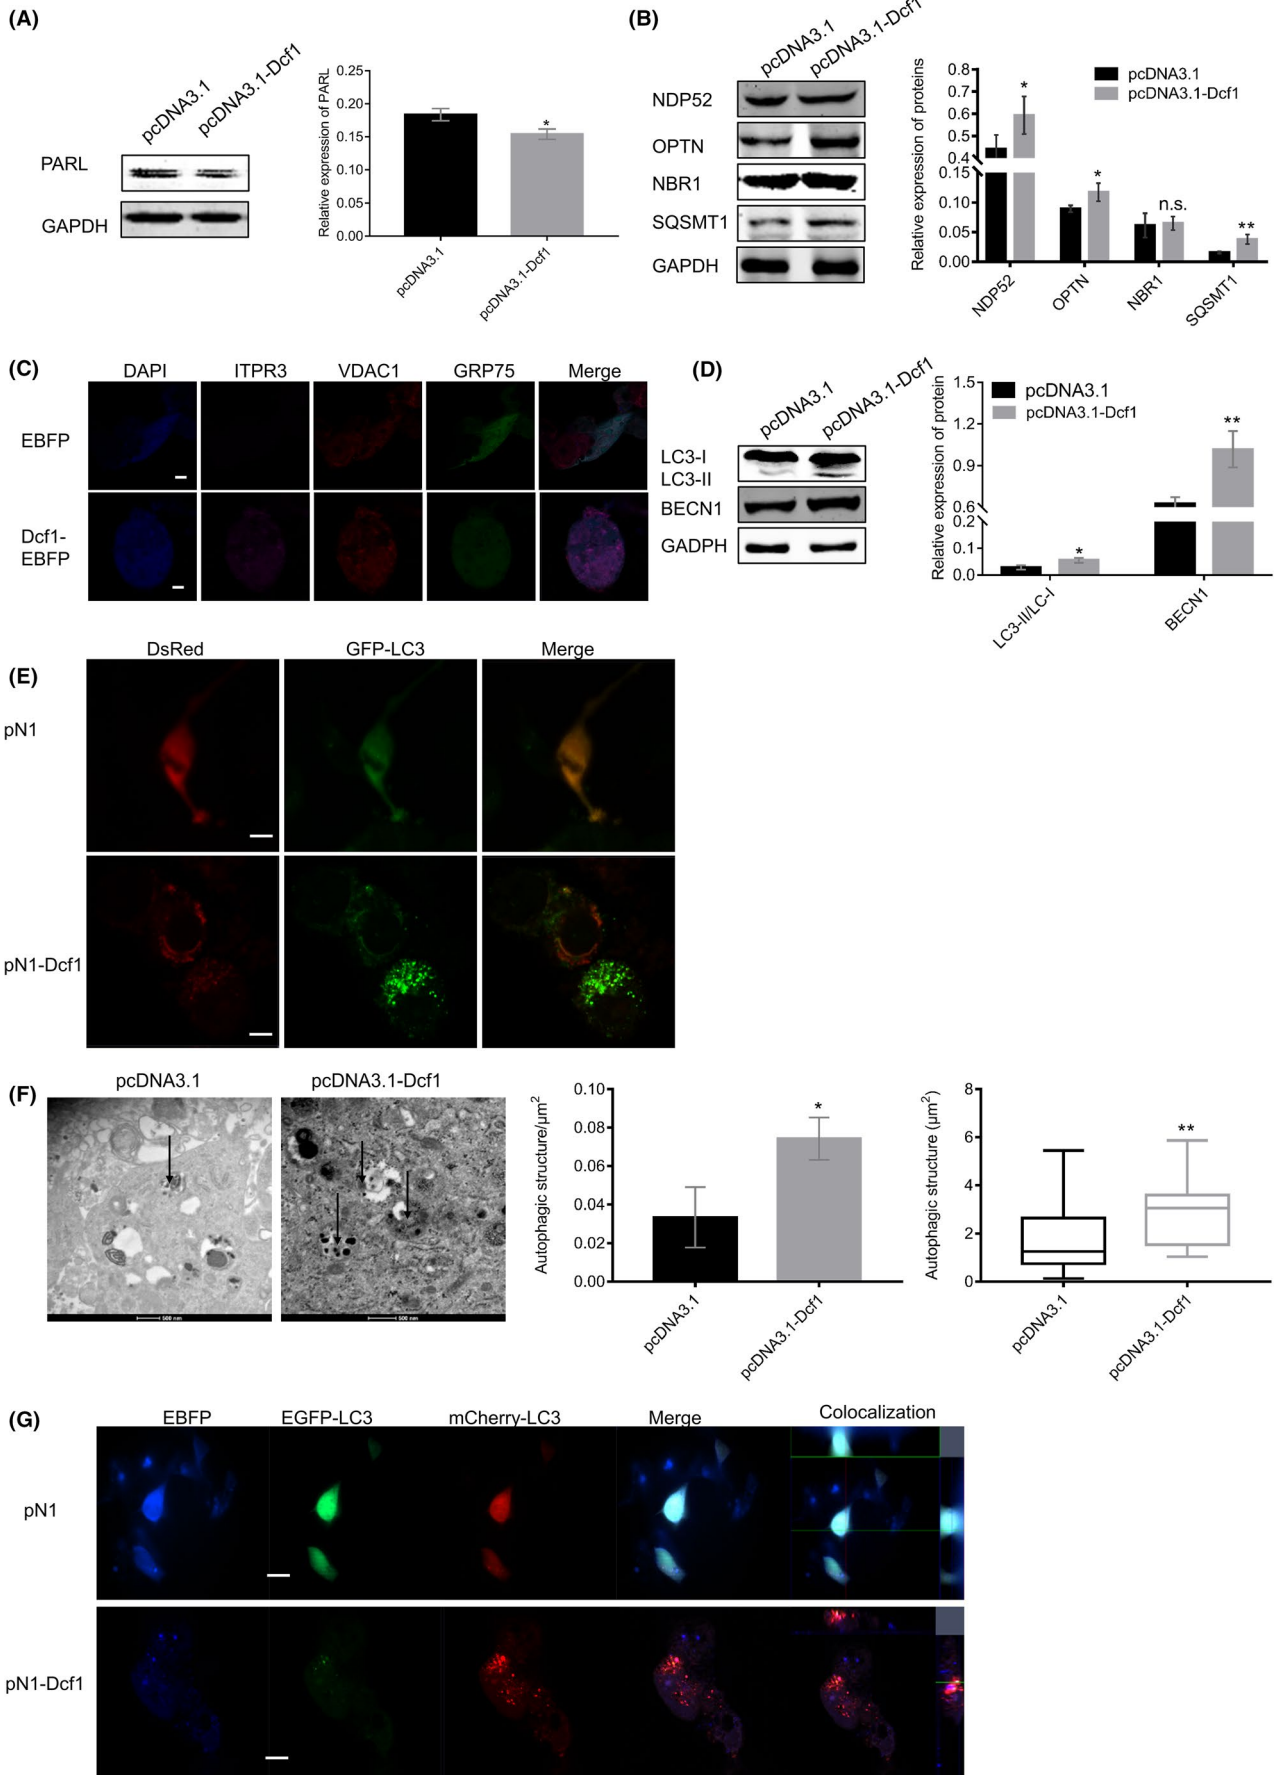 (A)
pcDNA3.1
pcDNA3.1-Dcf1
PARL
GAPDH
Relative expression of PARL
0.25
0.20
0.15
0.10
0.05
0.00
*
pcDNA3.1
pcDNA3.1-Dcf1
(B)
pcDNA3.1
pcDNA3.1-Dcf1
NDP52
OPTN
NBR1
SQSMT1
GAPDH
Relative expression of proteins
0.8
0.7
0.6
0.5
0.4
0.15
0.10
0.05
0.00
pcDNA3.1
pcDNA3.1-Dcf1
*
*
n.s.
**
NDP52
OPTN
NBR1
SQSMT1
(C)
DAPI ITPR3 VDAC1 GRP75 Merge
EBFP
Dcf1-
EBFP
(D)
pcDNA3.1
pcDNA3.1-Dcf1
LC3-I
LC3-II
BECN1
GADPH
Relative expression of protein
1.5
1.2
0.9
0.6
0.2
0.1
0.0
pcDNA3.1
pcDNA3.1-Dcf1
*
**
LC3-II/LC-I
BECN1
(E)
DsRed GFP-LC3 Merge
pN1
pN1-Dcf1
(F)
pcDNA3.1 pcDNA3.1-Dcf1
500 nm
500 nm
Autophagic structure/μm2
0.10
0.08
0.06
0.04
0.02
0.00
*
pcDNA3.1
pcDNA3.1-Dcf1
Autophagic structure (μm2)
8
6
4
2
0
**
pcDNA3.1
pcDNA3.1-Dcf1
(G)
EBFP EGFP-LC3 mCherry-LC3 Merge Colocalization
pN1
pN1-Dcf1